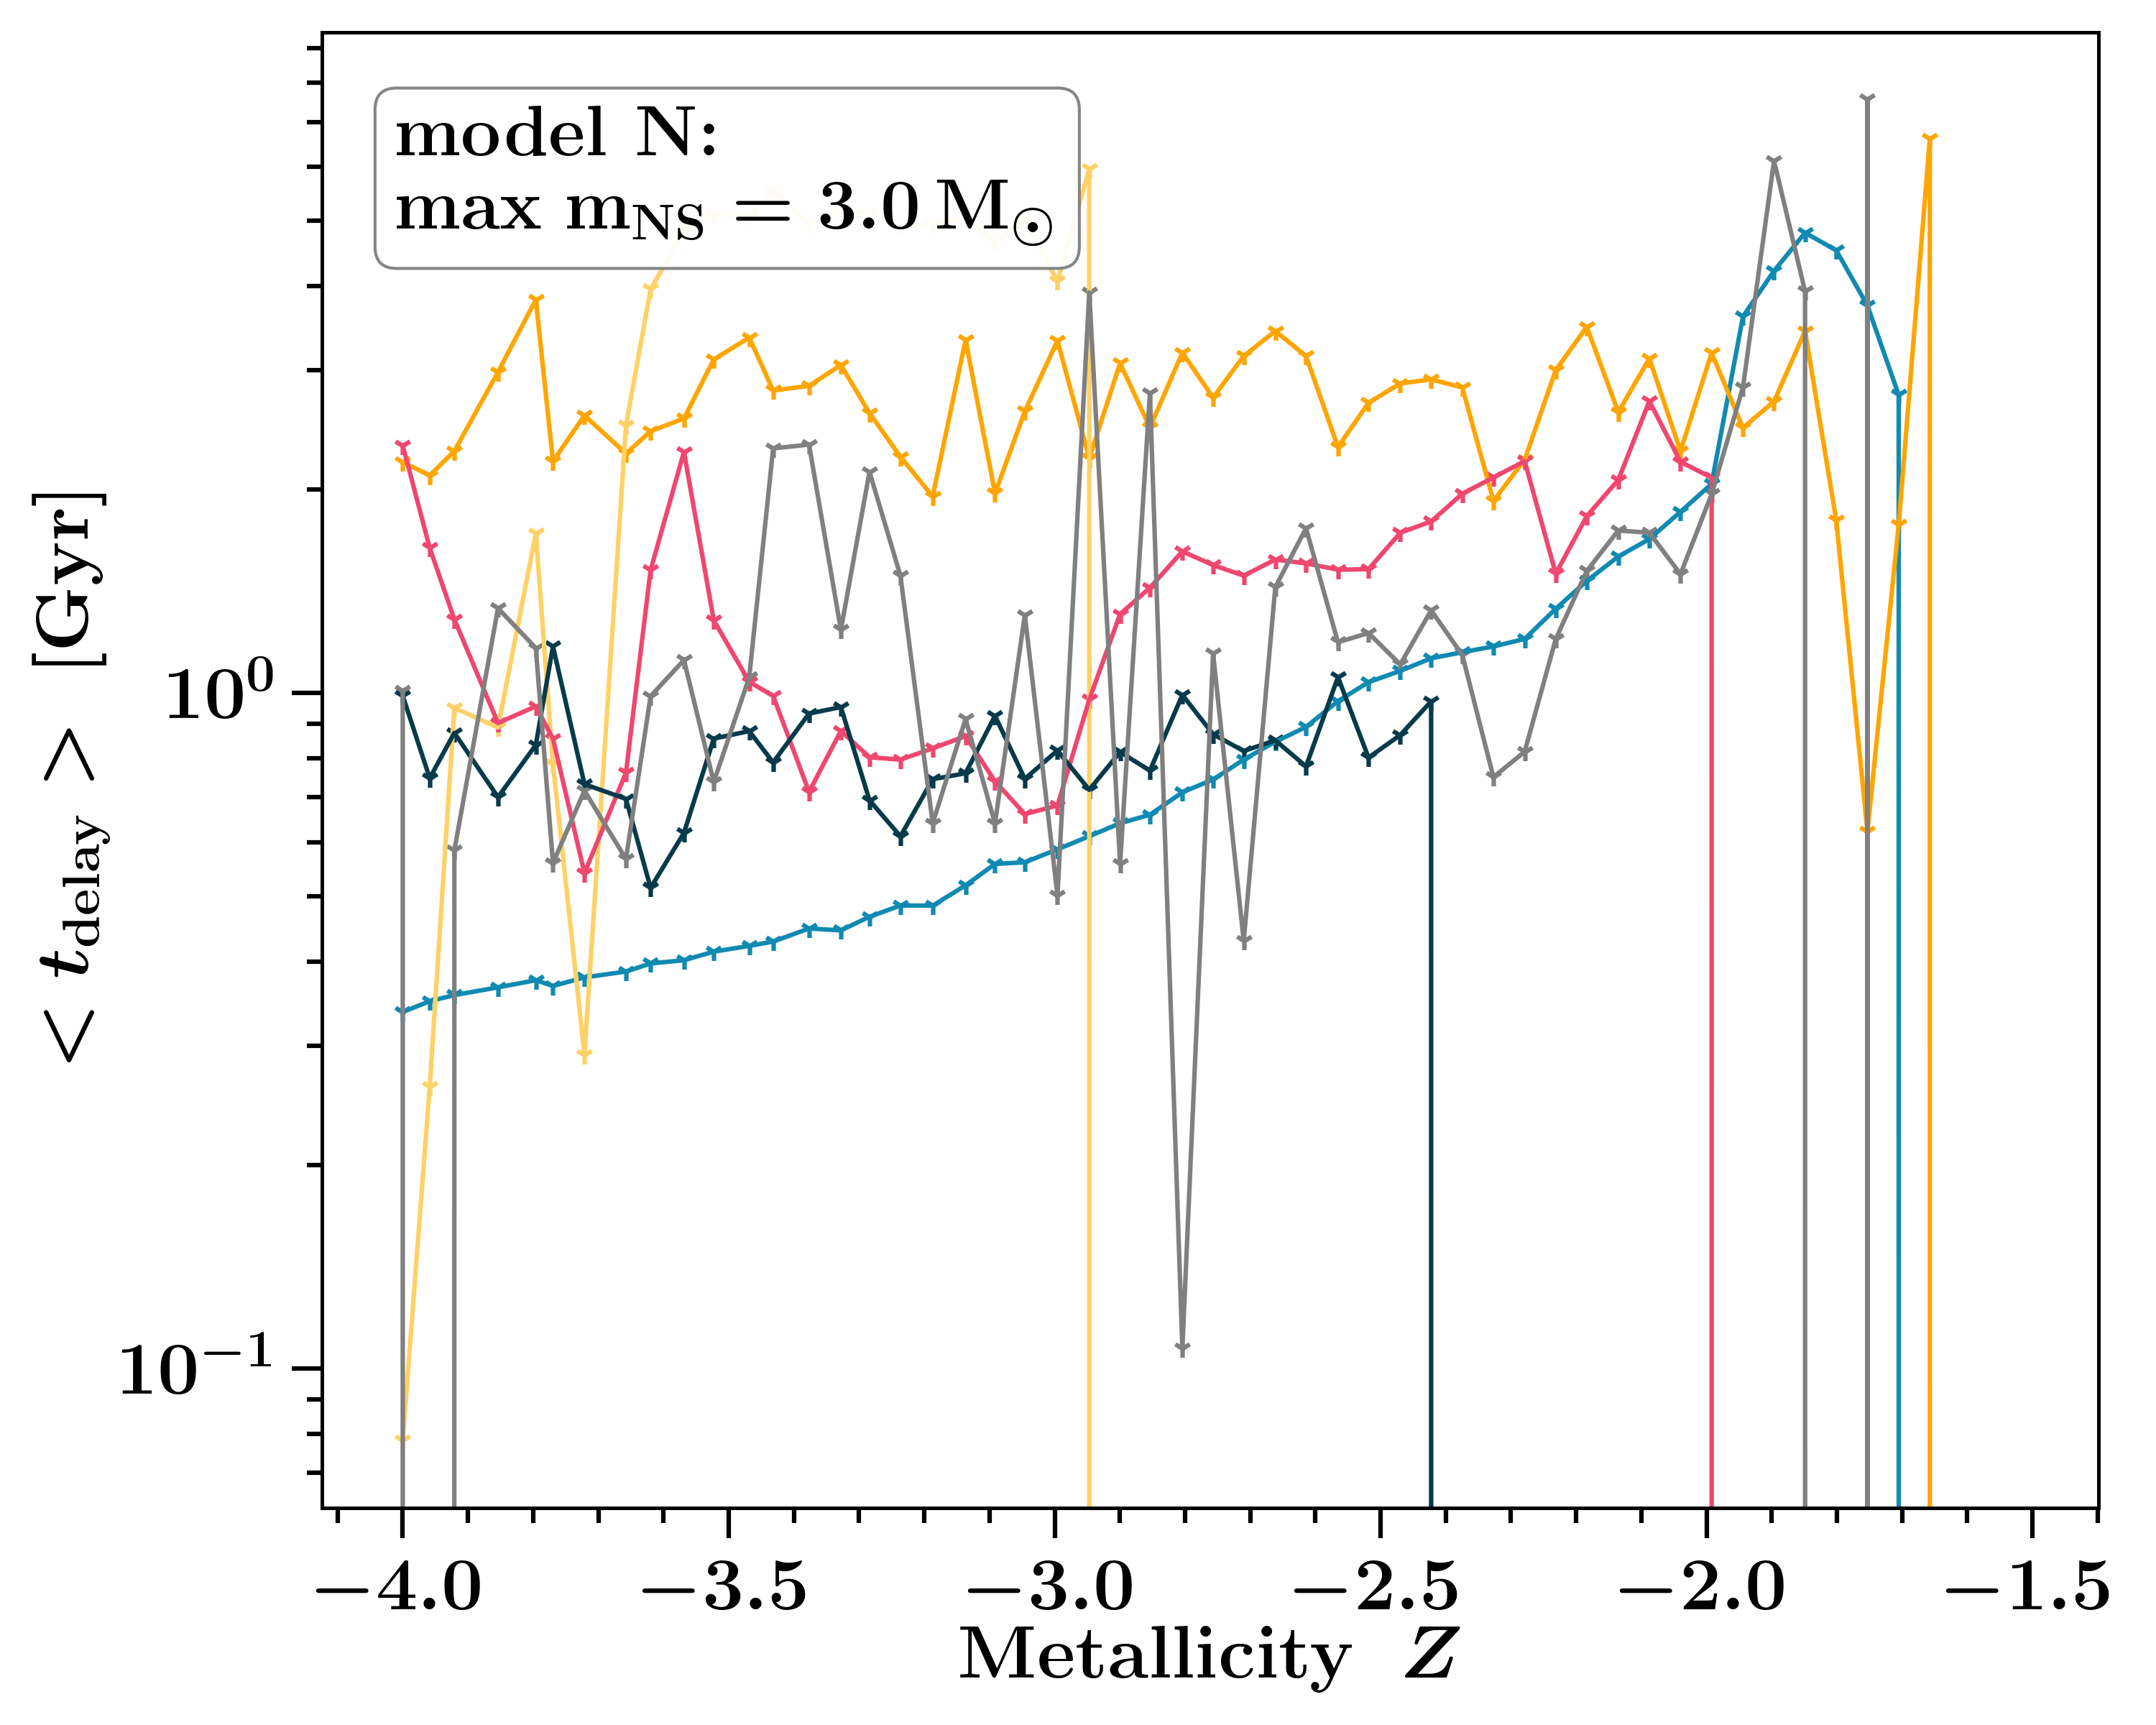 model N:
max m_NS = 3.0 M_⊙
< t_delay > [Gyr]
10^0
10^−1
−4.0 −3.5 −3.0 −2.5 −2.0 −1.5
Metallicity Z